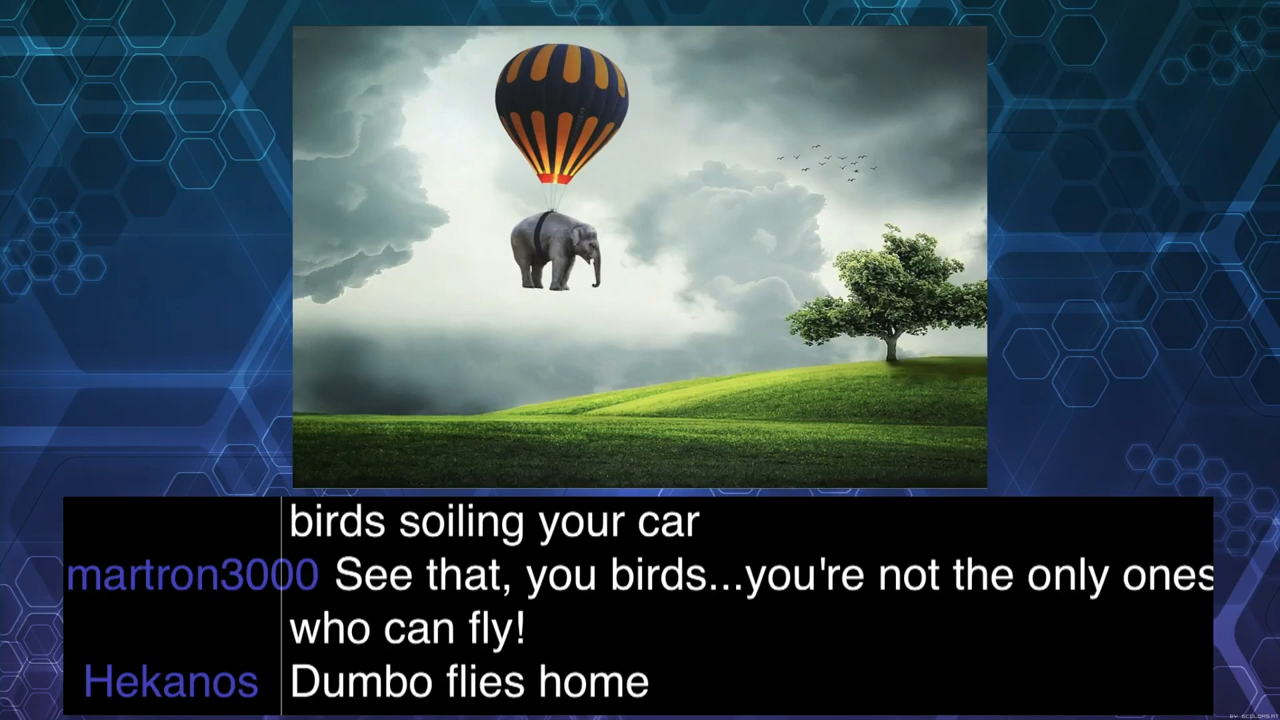 birds soiling your car
martron3000 See that, you birds...you're not the only ones
who can fly!
Hekanos Dumbo flies home